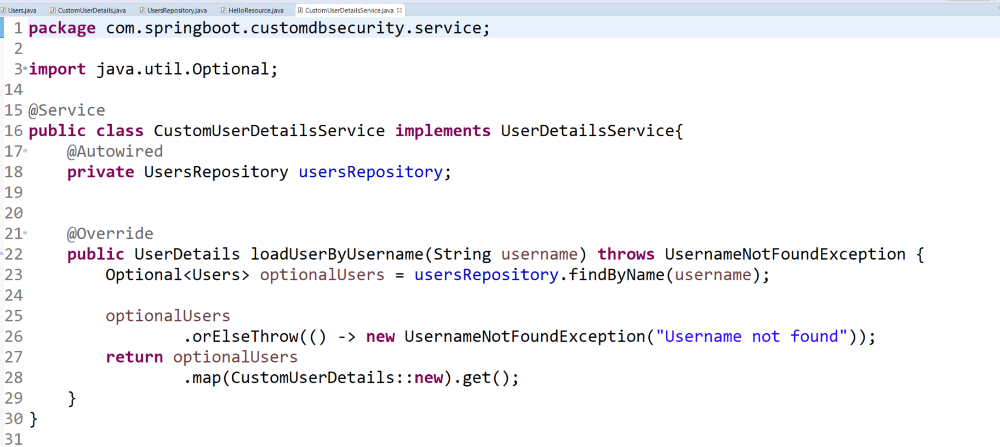 Users.java CustomUserDetails.java UsersRepository.java HelloResource.java CustomUserDetailsService.java
1 package com.springboot.customdbsecurity.service;
2
3 import java.util.Optional;
14
15 @Service
16 public class CustomUserDetailsService implements UserDetailsService{
17 @Autowired
18 private UsersRepository usersRepository;
19
20
21 @Override
22 public UserDetails loadUserByUsername(String username) throws UsernameNotFoundException {
23 Optional<Users> optionalUsers = usersRepository.findByName(username);
24
25 optionalUsers
26 .orElseThrow(() -> new UsernameNotFoundException("Username not found"));
27 return optionalUsers
28 .map(CustomUserDetails::new).get();
29 }
30 }
31